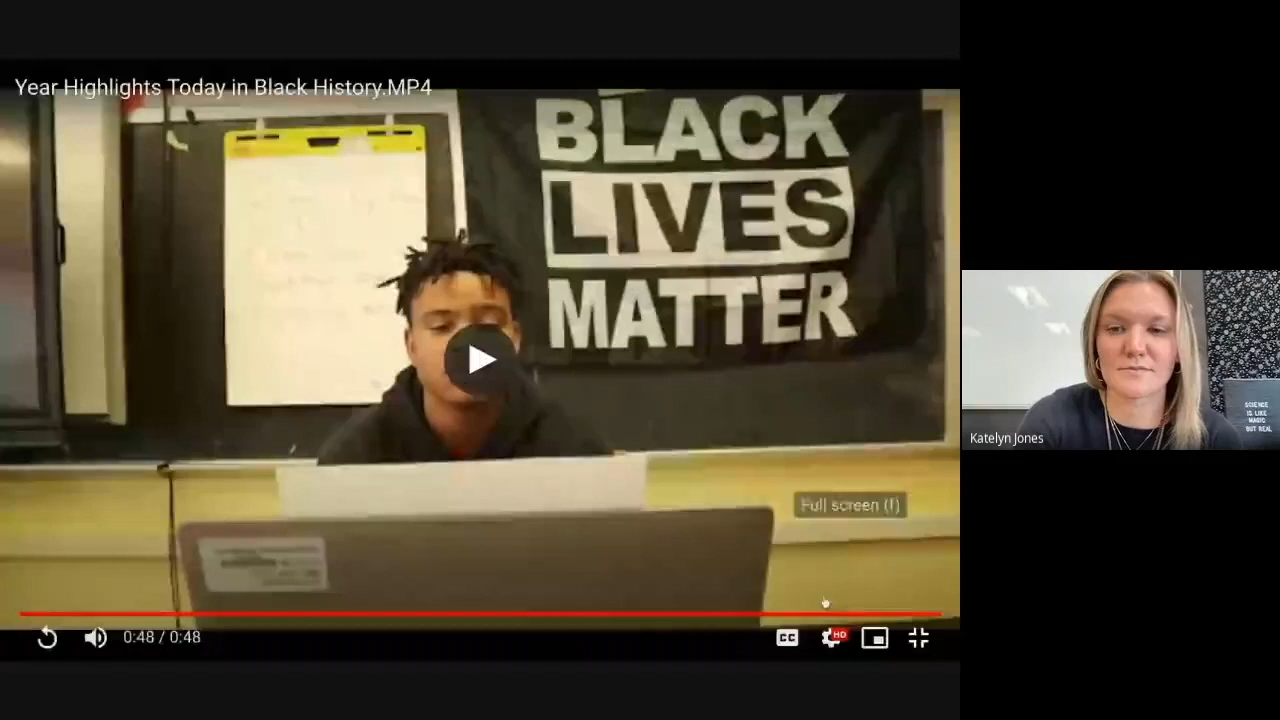 Year Highlights Today in Black History.MP4
BLACK
LIVES
MATTER
SCIENCE
IS LIKE
MAGIC
BUT REAL
Katelyn Jones
Full screen (f)
0:48 / 0:48
CC
HD